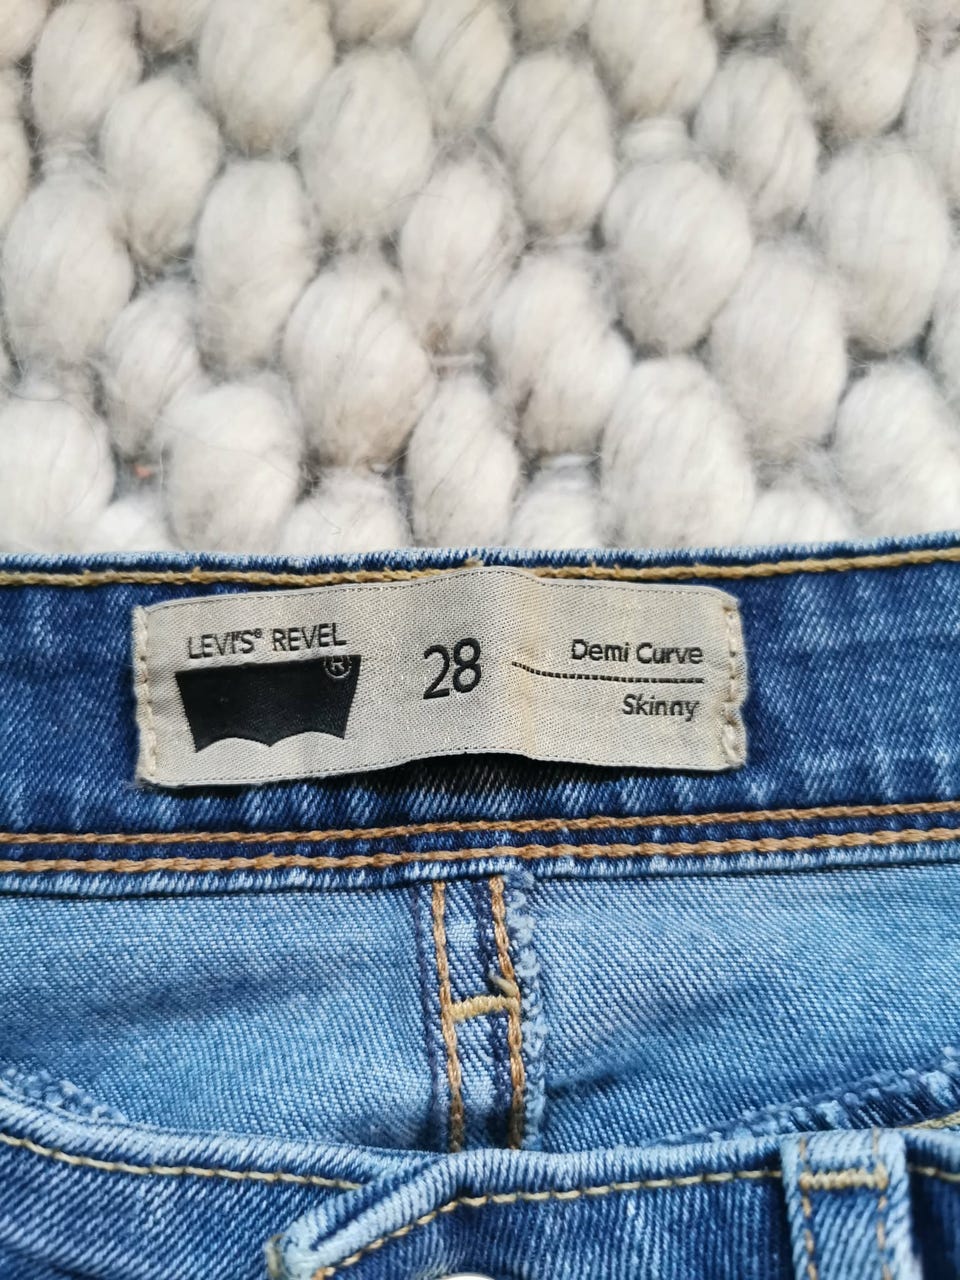 LEVI'S® REVEL
®
28
Demi Curve
Skinny